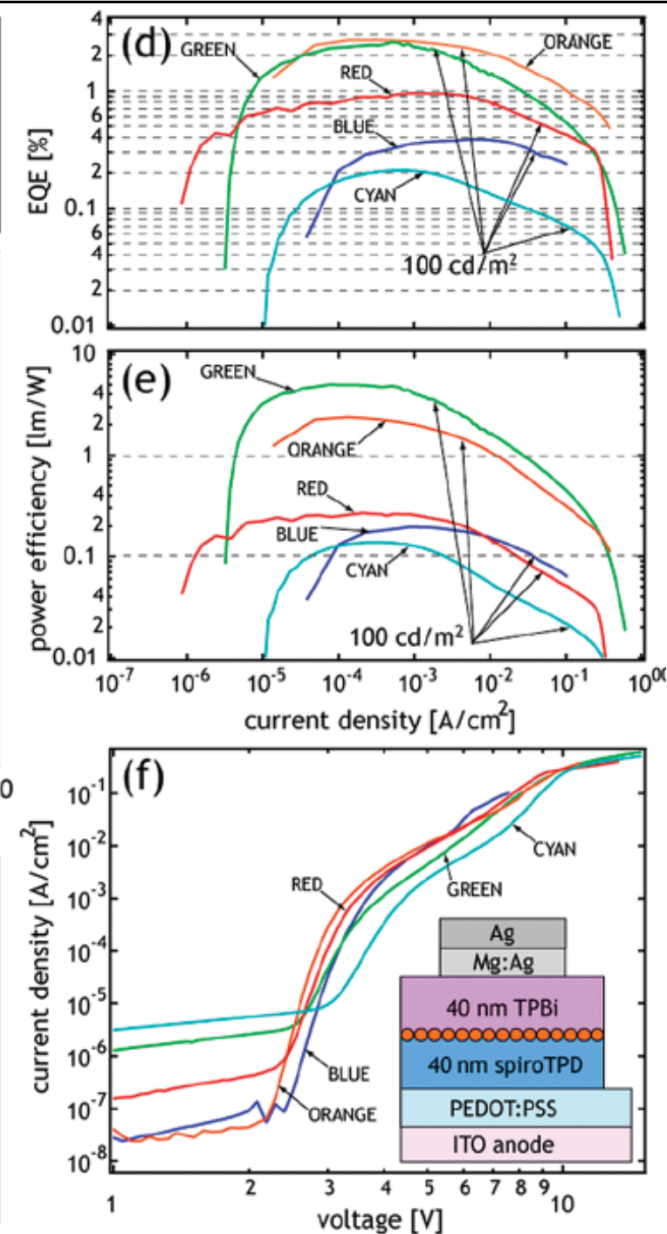 (d)
4
2
1
6
4
2
0.1
6
4
2
0.01
EQE [%]
GREEN
ORANGE
RED
BLUE
CYAN
100 cd/m²
(e)
10
4
2
1
4
2
0.1
4
2
0.01
power efficiency [lm/W]
GREEN
ORANGE
RED
BLUE
CYAN
100 cd/m²
10⁻⁷ 10⁻⁶ 10⁻⁵ 10⁻⁴ 10⁻³ 10⁻² 10⁻¹ 10⁰⁰
current density [A/cm²]
0
(f)
10⁻¹
10⁻²
10⁻³
10⁻⁴
10⁻⁵
10⁻⁶
10⁻⁷
10⁻⁸
current density [A/cm²]
CYAN
RED
GREEN
BLUE
ORANGE
Ag
Mg:Ag
40 nm TPBi
40 nm spiroTPD
PEDOT:PSS
ITO anode
1 2 3 4 5 6 7 8 9 10
voltage [V]